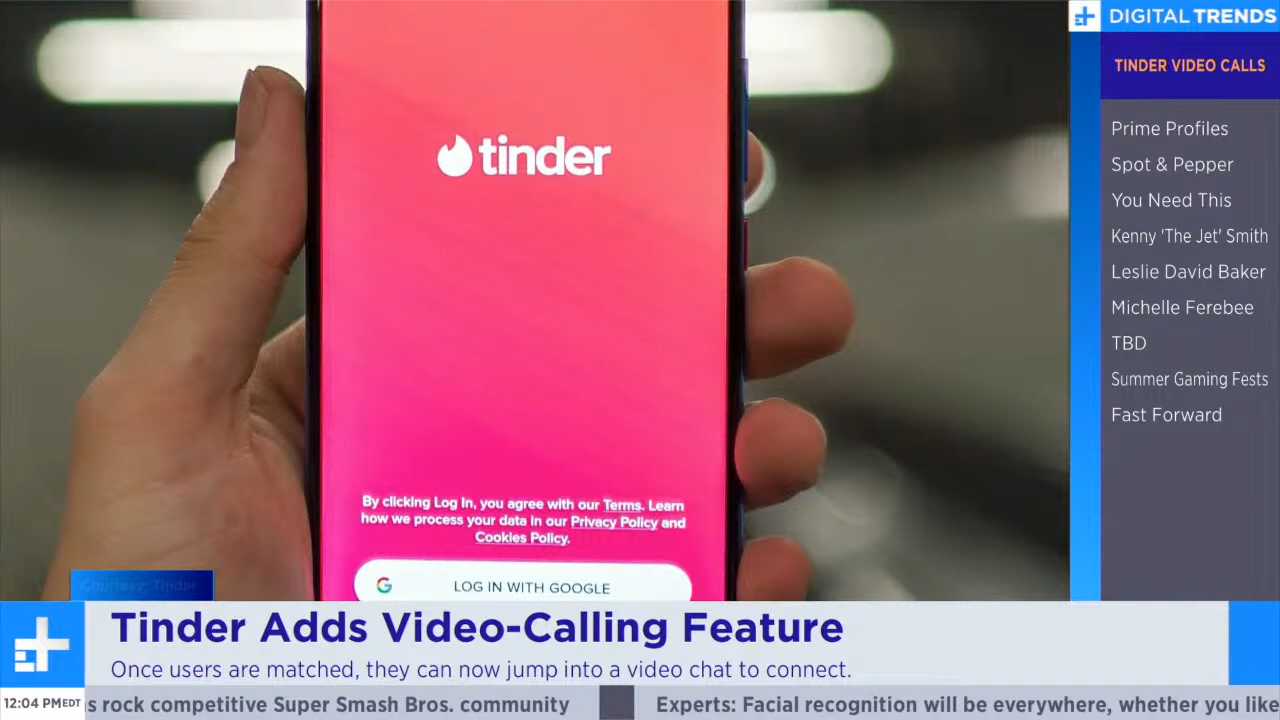 DIGITAL TRENDS
TINDER VIDEO CALLS
Prime Profiles
Spot & Pepper
You Need This
Kenny 'The Jet' Smith
Leslie David Baker
Michelle Ferebee
TBD
Summer Gaming Fests
Fast Forward
tinder
By clicking Log In, you agree with our Terms. Learn
how we process your data in our Privacy Policy and
Cookies Policy.
LOG IN WITH GOOGLE
Courtesy: Tinder
Tinder Adds Video-Calling Feature
Once users are matched, they can now jump into a video chat to connect.
12:04 PM EDT
s rock competitive Super Smash Bros. community
Experts: Facial recognition will be everywhere, whether you like